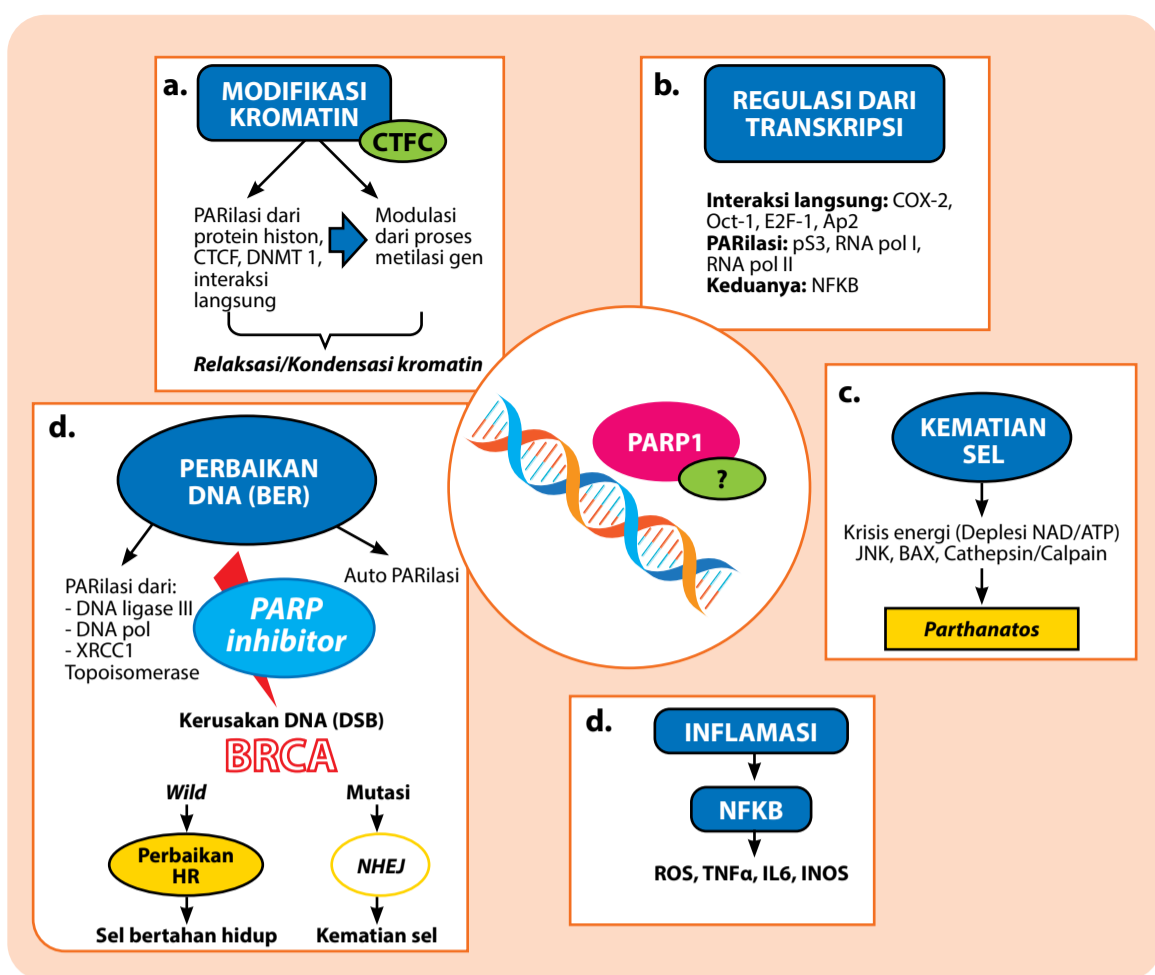 a.
MODIFIKASI
KROMATIN
CTFC
PARilasi dari
protein histon,
CTCF, DNMT 1,
interaksi
langsung
Modulasi
dari proses
metilasi gen
Relaksasi/Kondensasi kromatin
b.
REGULASI DARI
TRANSKRIPSI
Interaksi langsung: COX-2,
Oct-1, E2F-1, Ap2
PARilasi: pS3, RNA pol I,
RNA pol II
Keduanya: NFKB
PARP1
?
c.
KEMATIAN
SEL
Krisis energi (Deplesi NAD/ATP)
JNK, BAX, Cathepsin/Calpain
Parthanatos
d.
PERBAIKAN
DNA (BER)
PARilasi dari:
- DNA ligase III
- DNA pol
- XRCC1
Topoisomerase
Auto PARilasi
PARP
inhibitor
Kerusakan DNA (DSB)
BRCA
Wild
Perbaikan
HR
Sel bertahan hidup
Mutasi
NHEJ
Kematian sel
d.
INFLAMASI
NFKB
ROS, TNFα, IL6, INOS